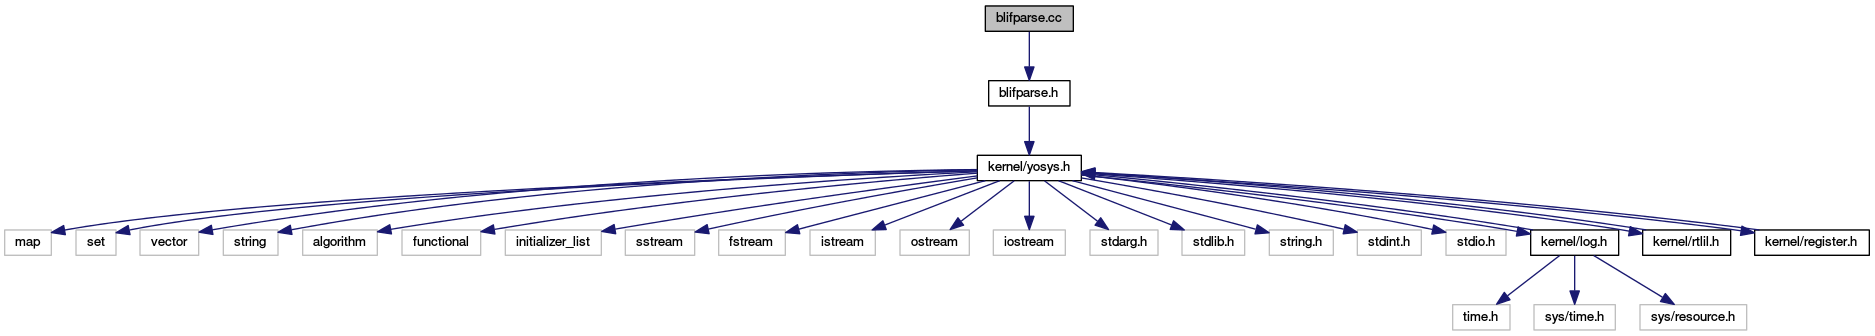 blifparse.cc
blifparse.h
kernel/yosys.h
map
set
vector
string
algorithm
functional
initializer_list
sstream
fstream
istream
ostream
iostream
stdarg.h
stdlib.h
string.h
stdint.h
stdio.h
kernel/log.h
kernel/rtlil.h
kernel/register.h
time.h
sys/time.h
sys/resource.h